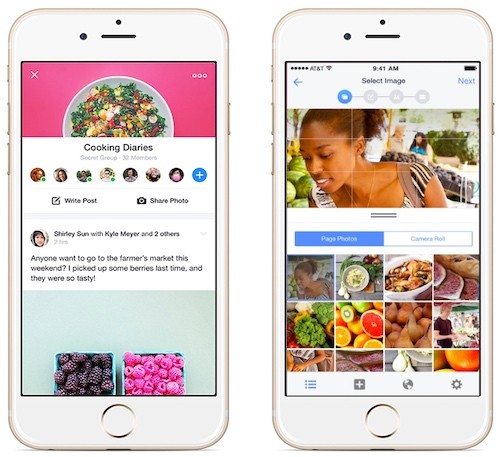 Cooking Diaries
Secret Group · 32 Members
Write Post
Share Photo
Shirley Sun with Kyle Meyer and 2 others
2 hrs
Anyone want to go to the farmer's market this
weekend? I picked up some berries last time, and
they were so tasty!
AT&T
9:41 AM
Select Image
Next
Page Photos
Camera Roll